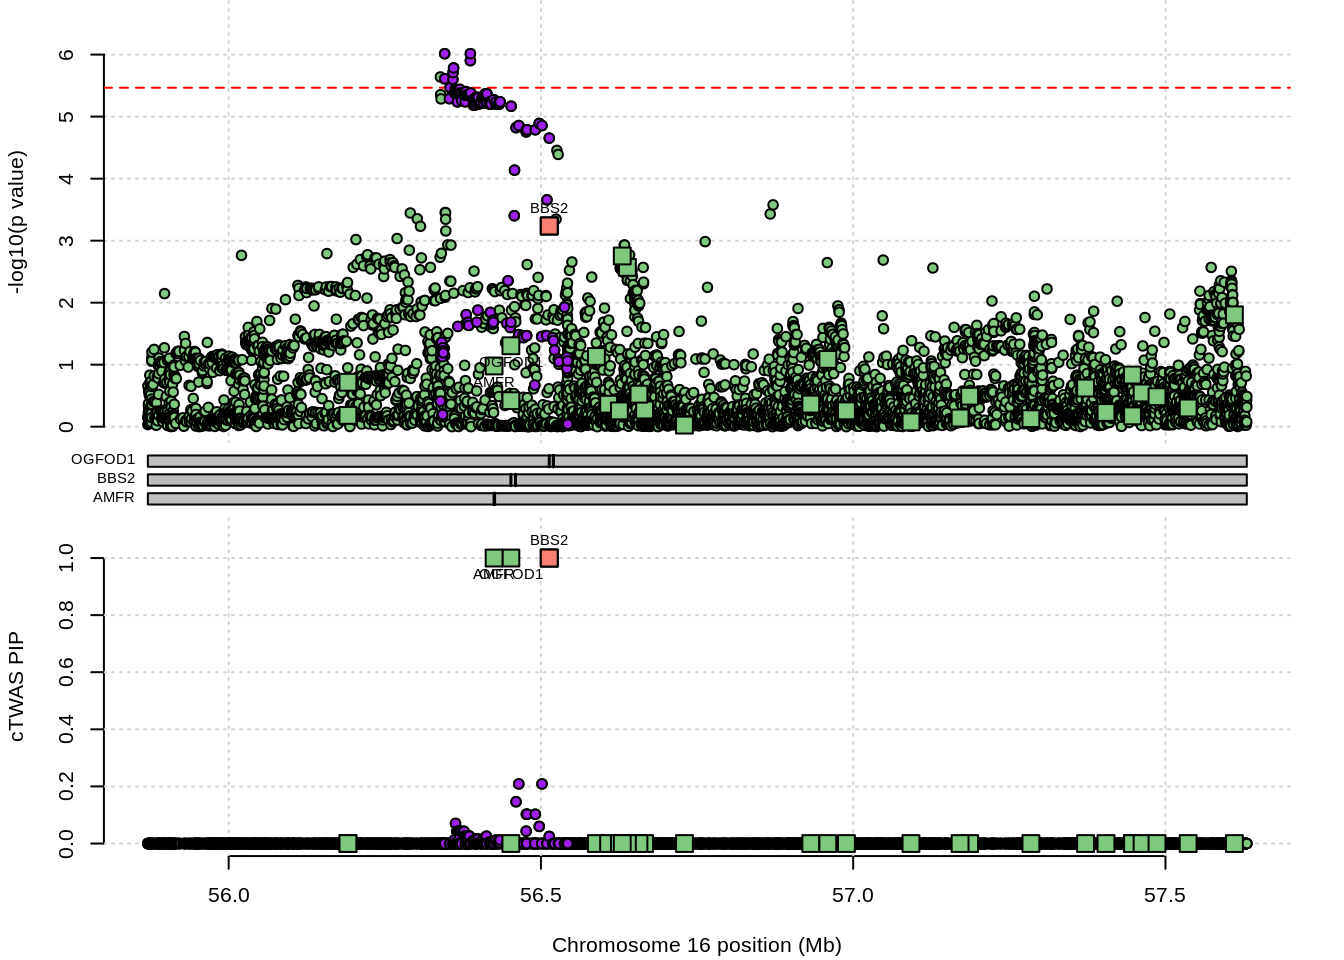 -log10(p value)
6
5
4
3
2
1
0
BBS2
OGFOD1
AMFR
OGFOD1
BBS2
AMFR
cTWAS PIP
1.0
0.8
0.6
0.4
0.2
0.0
BBS2
AMFR
OGFOD1
56.0 56.5 57.0 57.5
Chromosome 16 position (Mb)